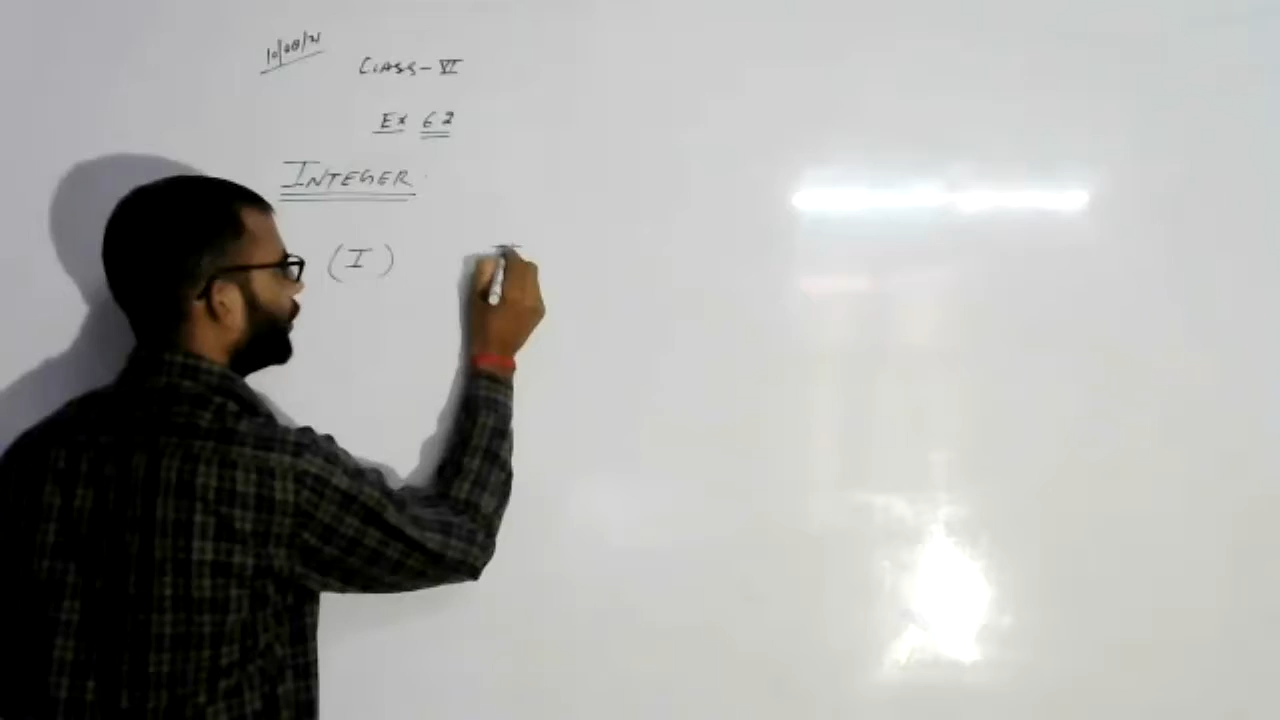 10/08/21
CLASS-VI
Ex 6.2
INTEGER
(I) I